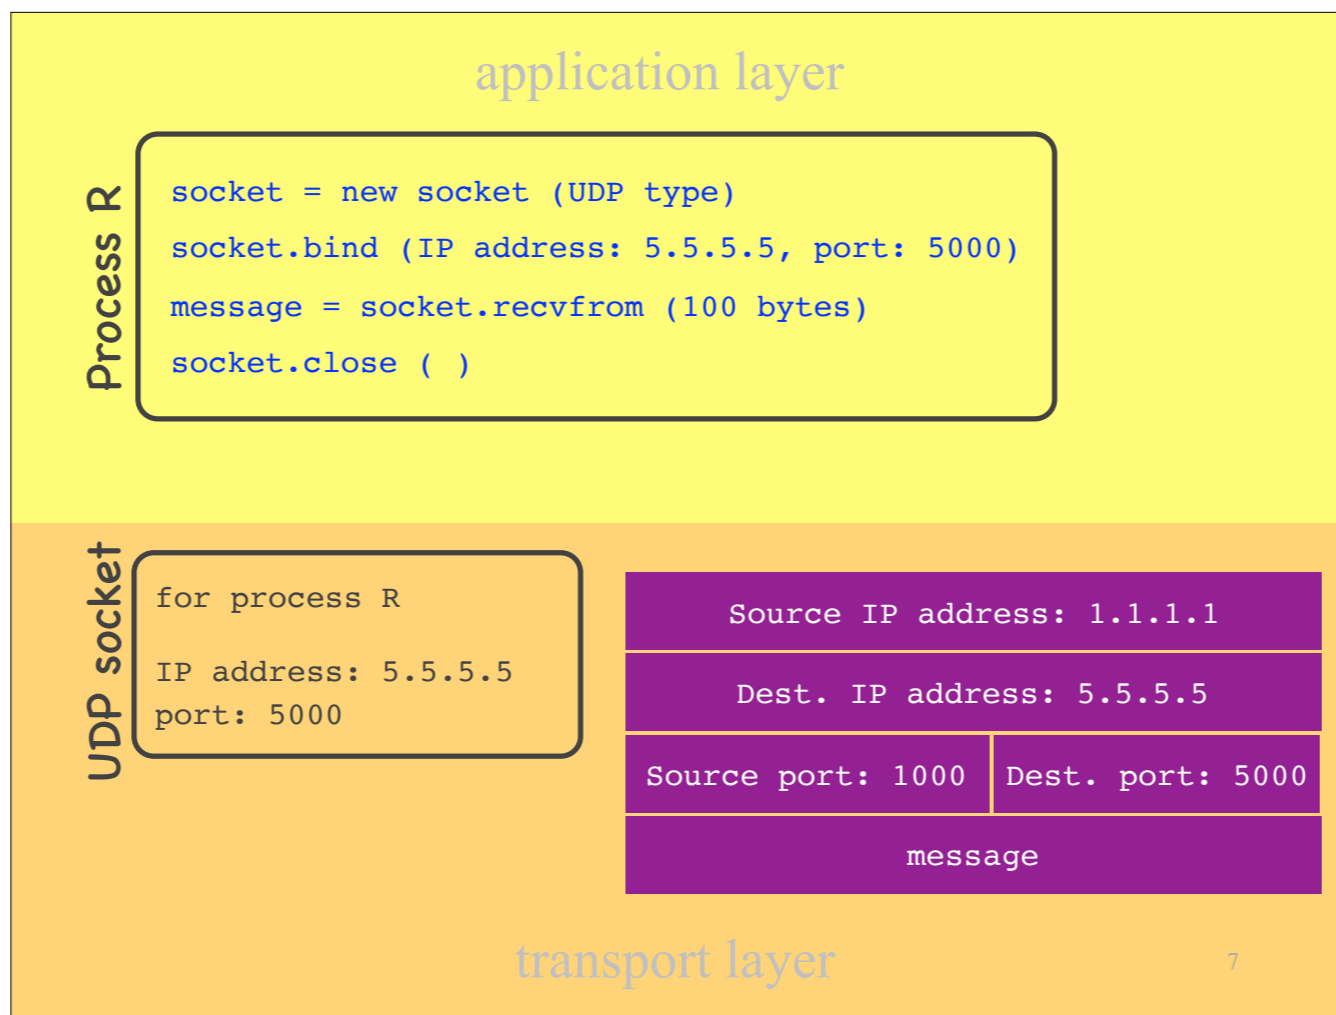 application layer
Process R
socket = new socket (UDP type)
socket.bind (IP address: 5.5.5.5, port: 5000)
message = socket.recvfrom (100 bytes)
socket.close ( )
UDP socket
for process R
IP address: 5.5.5.5
port: 5000
Source IP address: 1.1.1.1
Dest. IP address: 5.5.5.5
Source port: 1000
Dest. port: 5000
message
transport layer
7